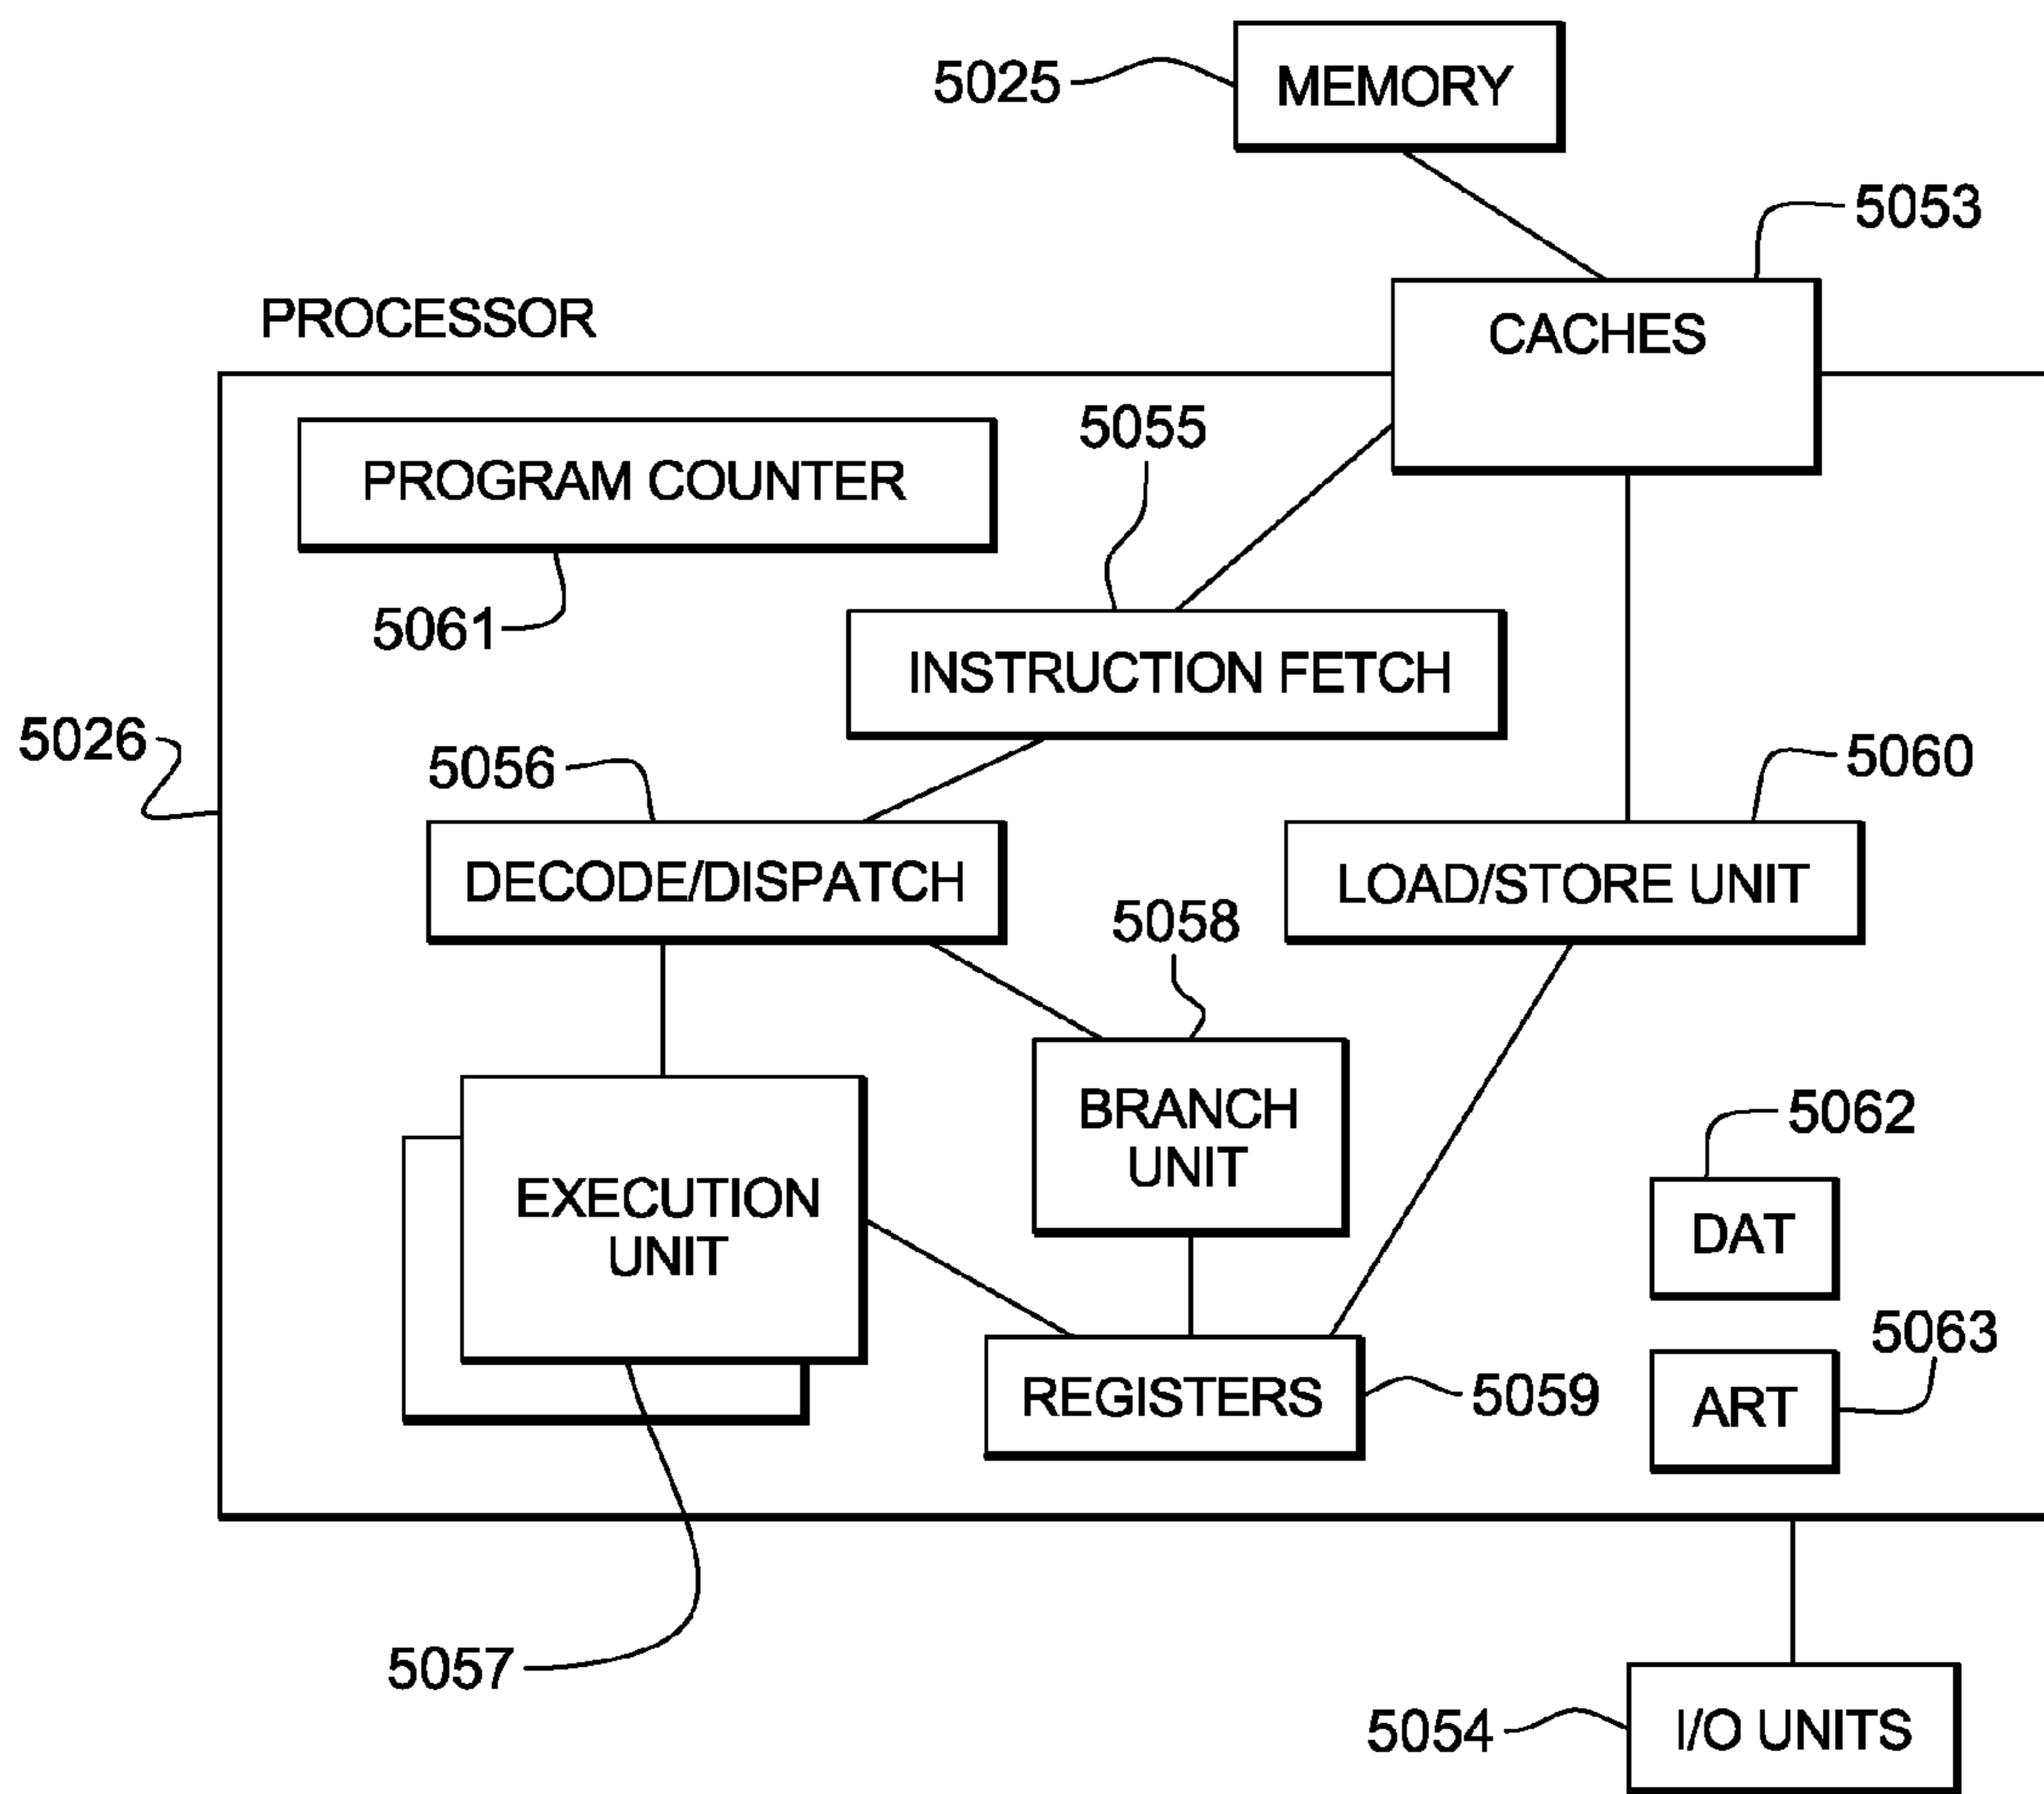 MEMORY
5025
5053
CACHES
PROCESSOR
5055
PROGRAM COUNTER
5061
INSTRUCTION FETCH
5026
5056
5060
DECODE/DISPATCH
LOAD/STORE UNIT
5058
BRANCH
UNIT
5062
EXECUTION
UNIT
DAT
5063
REGISTERS
5059
ART
5057
5054
I/O UNITS